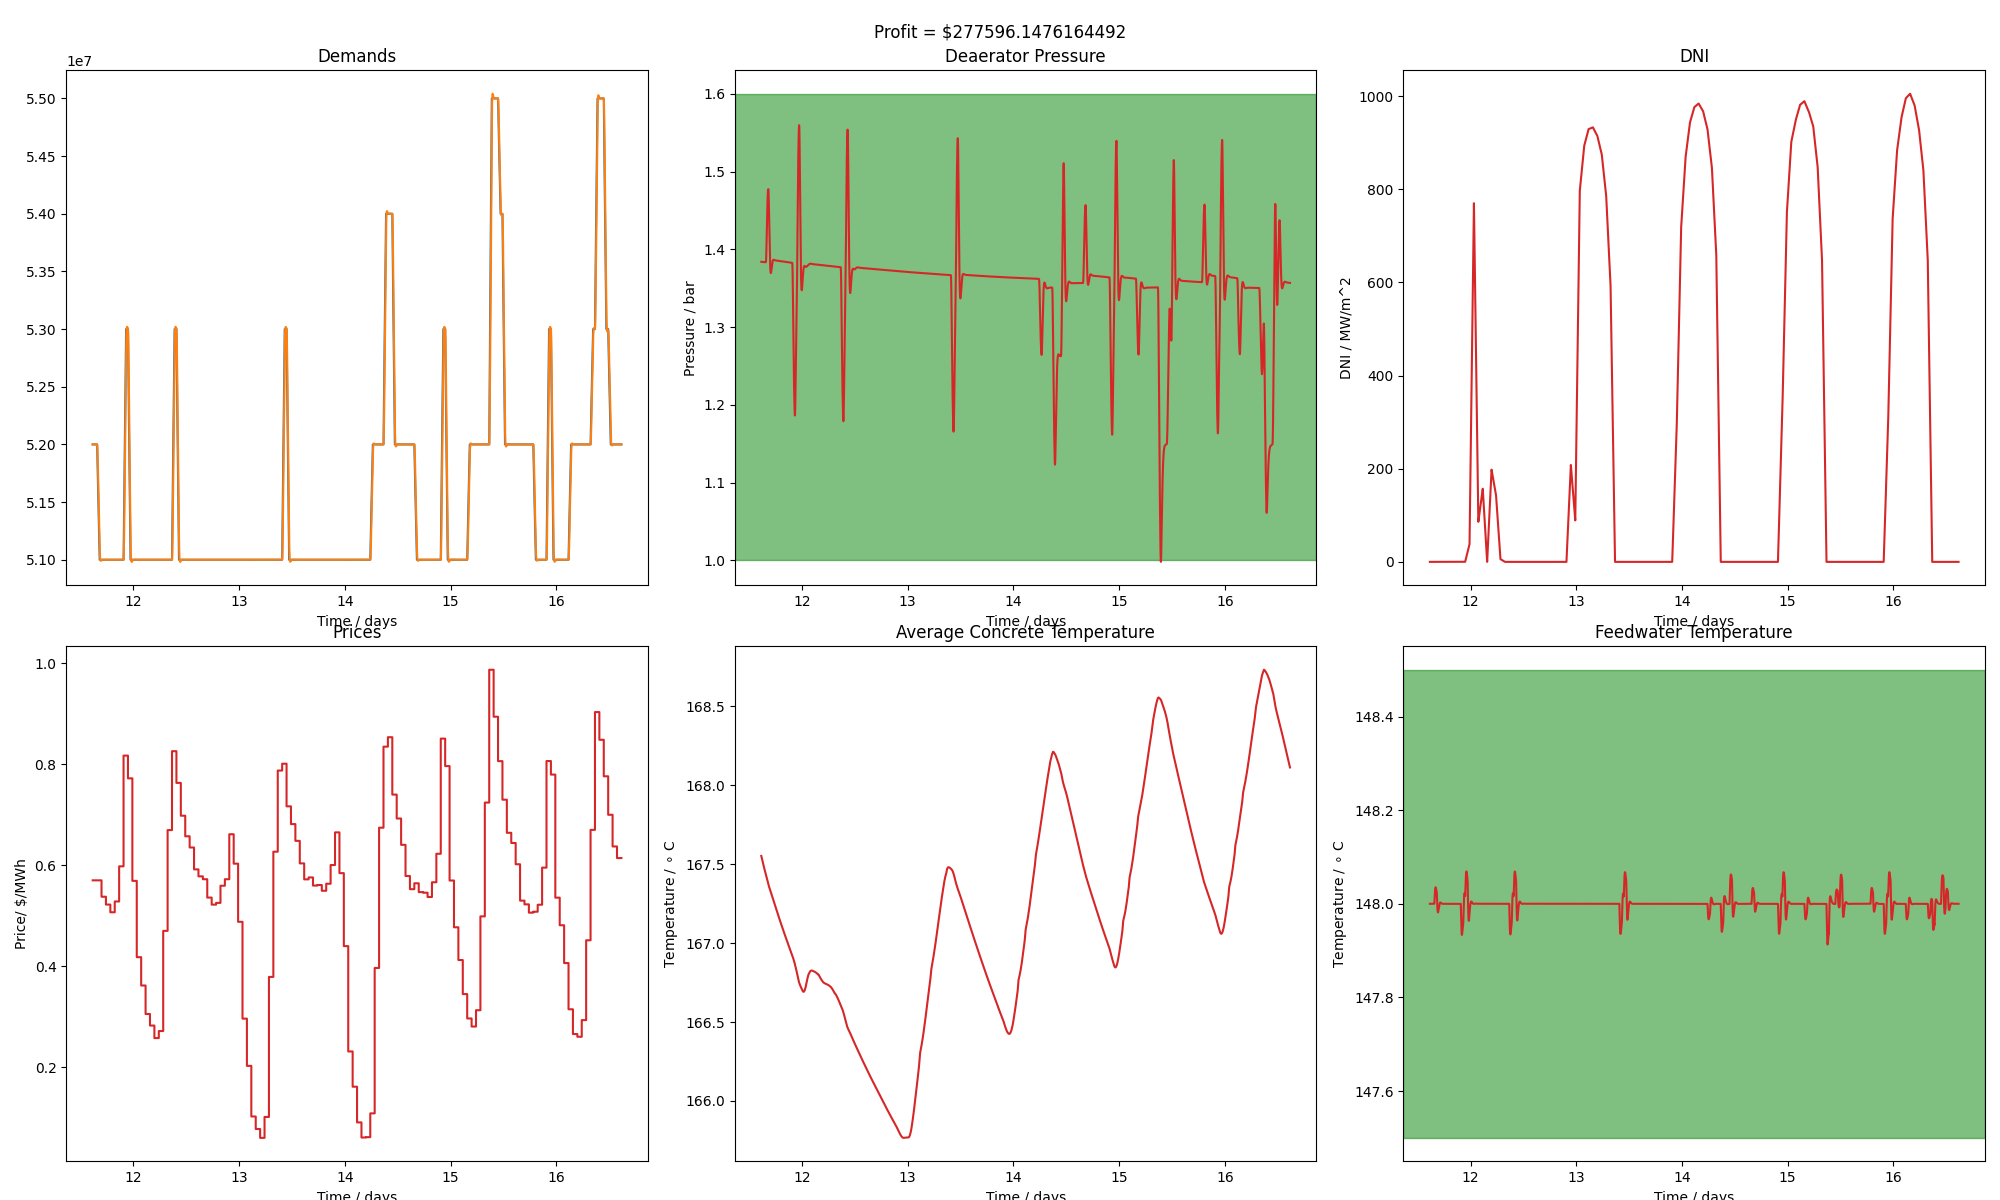 Profit = $277596.1476164492
Demands
1e7
5.50
5.45
5.40
5.35
5.30
5.25
5.20
5.15
5.10
12 13 14 15 16
Time / days
Deaerator Pressure
Pressure / bar
1.6
1.5
1.4
1.3
1.2
1.1
1.0
12 13 14 15 16
Time / days
DNI
DNI / MW/m^2
1000
800
600
400
200
0
12 13 14 15 16
Time / days
Prices
Price/ $/MWh
1.0
0.8
0.6
0.4
0.2
12 13 14 15 16
Time / days
Average Concrete Temperature
Temperature / ∘ C
168.5
168.0
167.5
167.0
166.5
166.0
12 13 14 15 16
Time / days
Feedwater Temperature
Temperature / ∘ C
148.4
148.2
148.0
147.8
147.6
12 13 14 15 16
Time / days